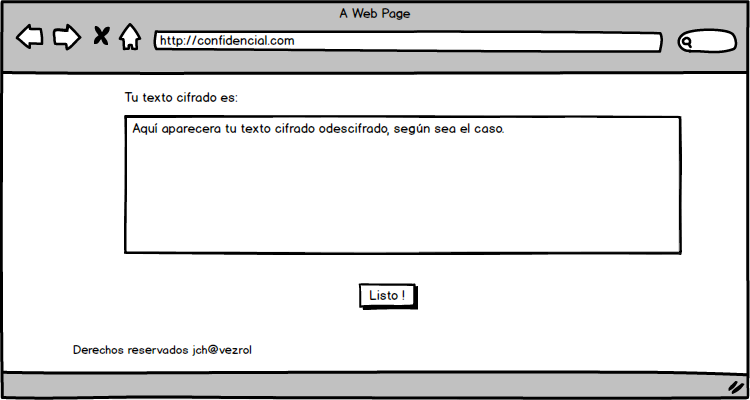 A Web Page
http://confidencial.com
Tu texto cifrado es:
Aquí aparecera tu texto cifrado odescifrado, según sea el caso.
Listo !
Derechos reservados jch@vezrol